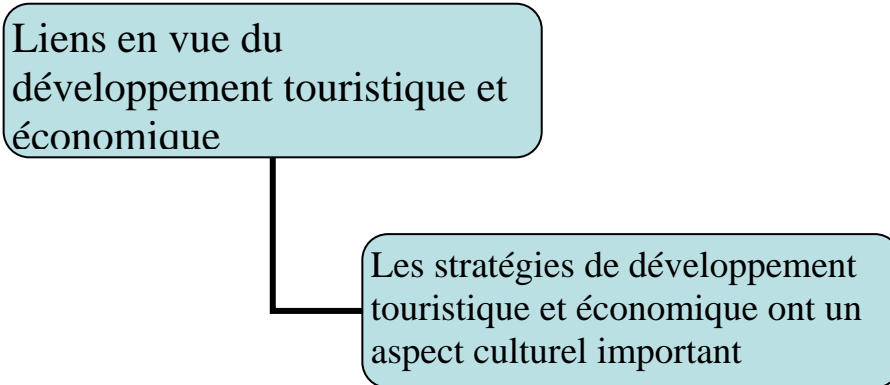 Liens en vue du
développement touristique et
économique
Les stratégies de développement
touristique et économique ont un
aspect culturel important